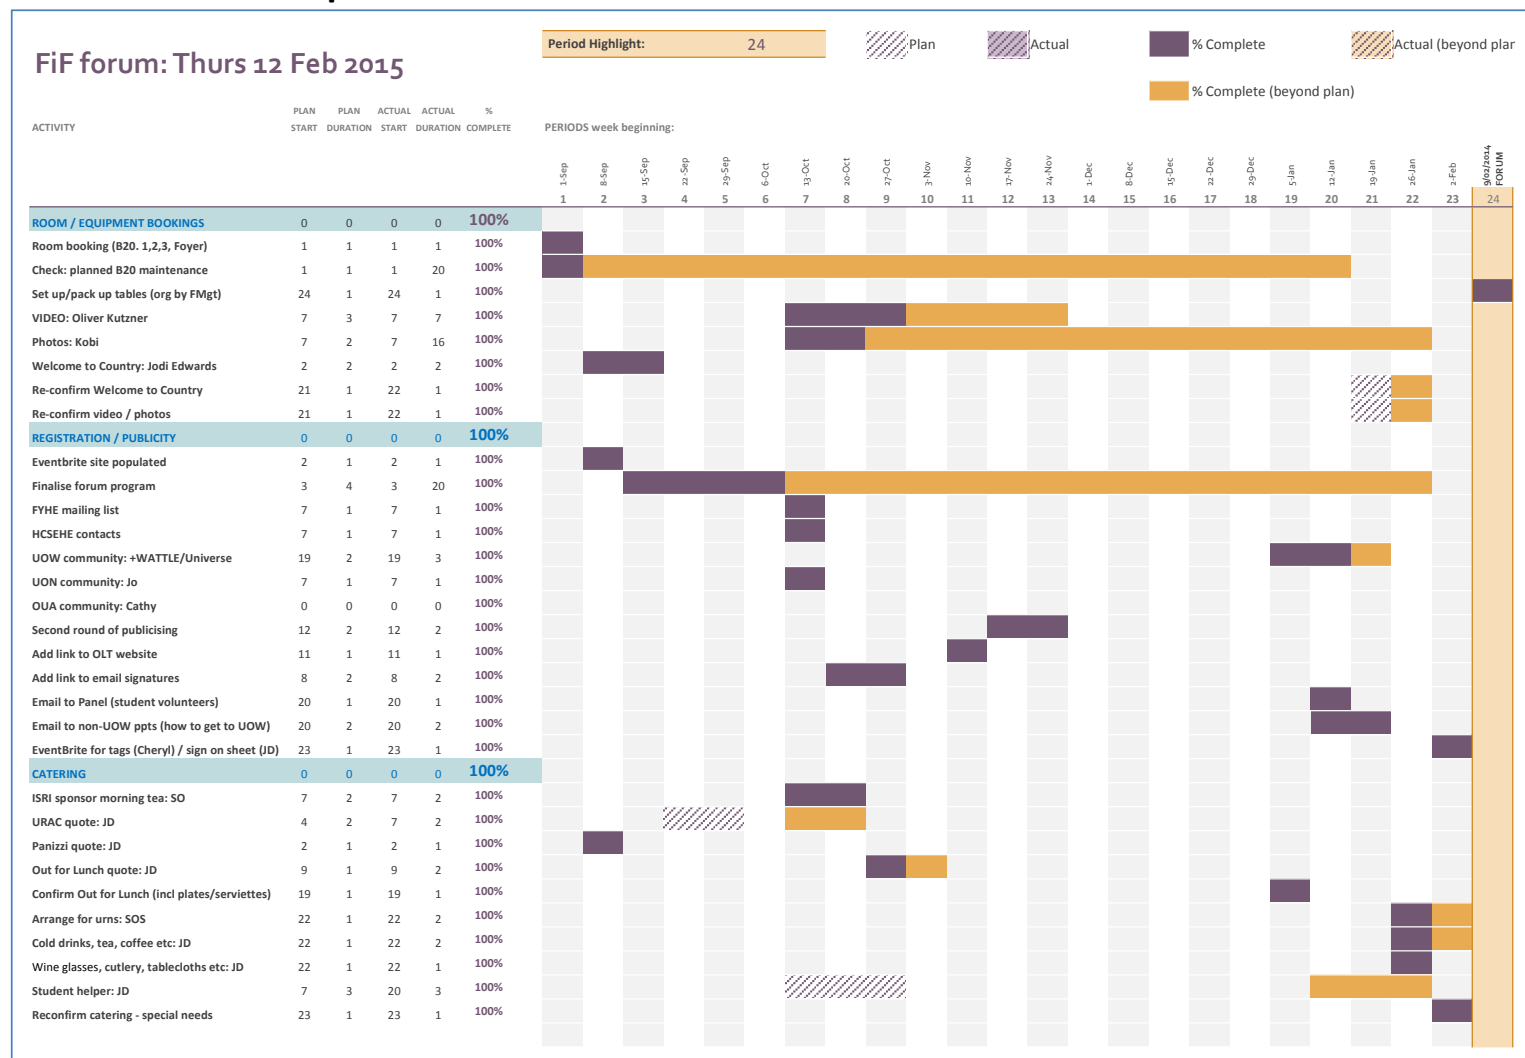 Period Highlight: 24 Plan Actual % Complete Actual (beyond plan
FiF forum: Thurs 12 Feb 2015
% Complete (beyond plan)
PLAN PLAN ACTUAL ACTUAL %
ACTIVITY START DURATION START DURATION COMPLETE PERIODS week beginning:
1-Sep 8-Sep 15-Sep 22-Sep 29-Sep 6-Oct 13-Oct 20-Oct 27-Oct 3-Nov 10-Nov 17-Nov 24-Nov 1-Dec 8-Dec 15-Dec 22-Dec 29-Dec 5-Jan 12-Jan 19-Jan 26-Jan 2-Feb 9/02/2014 FORUM
1 2 3 4 5 6 7 8 9 10 11 12 13 14 15 16 17 18 19 20 21 22 23 24
ROOM / EQUIPMENT BOOKINGS 0 0 0 0 100%
Room booking (B20. 1,2,3, Foyer) 1 1 1 1 100%
Check: planned B20 maintenance 1 1 1 20 100%
Set up/pack up tables (org by FMgt) 24 1 24 1 100%
VIDEO: Oliver Kutzner 7 3 7 7 100%
Photos: Kobi 7 2 7 16 100%
Welcome to Country: Jodi Edwards 2 2 2 2 100%
Re-confirm Welcome to Country 21 1 22 1 100%
Re-confirm video / photos 21 1 22 1 100%
REGISTRATION / PUBLICITY 0 0 0 0 100%
Eventbrite site populated 2 1 2 1 100%
Finalise forum program 3 4 3 20 100%
FYHE mailing list 7 1 7 1 100%
HCSEHE contacts 7 1 7 1 100%
UOW community: +WATTLE/Universe 19 2 19 3 100%
UON community: Jo 7 1 7 1 100%
OUA community: Cathy 0 0 0 0 100%
Second round of publicising 12 2 12 2 100%
Add link to OLT website 11 1 11 1 100%
Add link to email signatures 8 2 8 2 100%
Email to Panel (student volunteers) 20 1 20 1 100%
Email to non-UOW ppts (how to get to UOW) 20 2 20 2 100%
EventBrite for tags (Cheryl) / sign on sheet (JD) 23 1 23 1 100%
CATERING 0 0 0 0 100%
ISRI sponsor morning tea: SO 7 2 7 2 100%
URAC quote: JD 4 2 7 2 100%
Panizzi quote: JD 2 1 2 1 100%
Out for Lunch quote: JD 9 1 9 2 100%
Confirm Out for Lunch (incl plates/serviettes) 19 1 19 1 100%
Arrange for urns: SOS 22 1 22 2 100%
Cold drinks, tea, coffee etc: JD 22 1 22 2 100%
Wine glasses, cutlery, tablecloths etc: JD 22 1 22 1 100%
Student helper: JD 7 3 20 3 100%
Reconfirm catering - special needs 23 1 23 1 100%